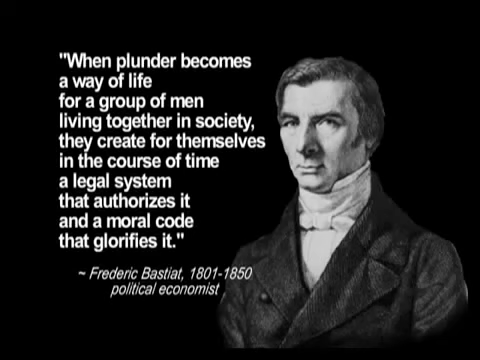 "When plunder becomes
a way of life
for a group of men
living together in society,
they create for themselves
in the course of time
a legal system
that authorizes it
and a moral code
that glorifies it."
~ Frederic Bastiat, 1801-1850
political economist